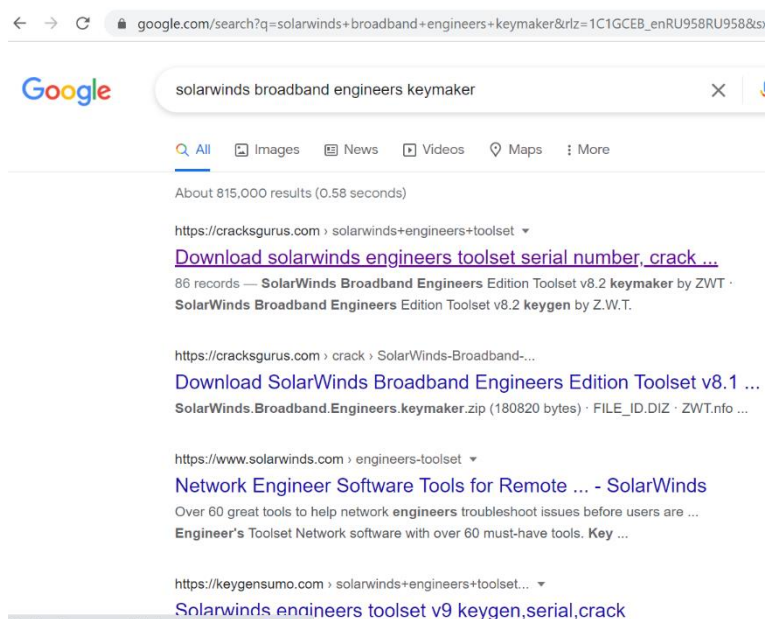 google.com/search?q=solarwinds+broadband+engineers+keymaker&rlz=1C1GCEB_enRU958RU958&sx
Google
solarwinds broadband engineers keymaker
All Images News Videos Maps More
About 815,000 results (0.58 seconds)
https://cracksgurus.com › solarwinds+engineers+toolset
Download solarwinds engineers toolset serial number, crack ...
86 records — SolarWinds Broadband Engineers Edition Toolset v8.2 keymaker by ZWT ·
SolarWinds Broadband Engineers Edition Toolset v8.2 keygen by Z.W.T.
https://cracksgurus.com › crack › SolarWinds-Broadband-...
Download SolarWinds Broadband Engineers Edition Toolset v8.1 ...
SolarWinds.Broadband.Engineers.keymaker.zip (180820 bytes) · FILE_ID.DIZ · ZWT.nfo ...
https://www.solarwinds.com › engineers-toolset
Network Engineer Software Tools for Remote ... - SolarWinds
Over 60 great tools to help network engineers troubleshoot issues before users are ...
Engineer's Toolset Network software with over 60 must-have tools. Key ...
https://keygensumo.com › solarwinds+engineers+toolset...
Solarwinds engineers toolset v9 keygen,serial,crack